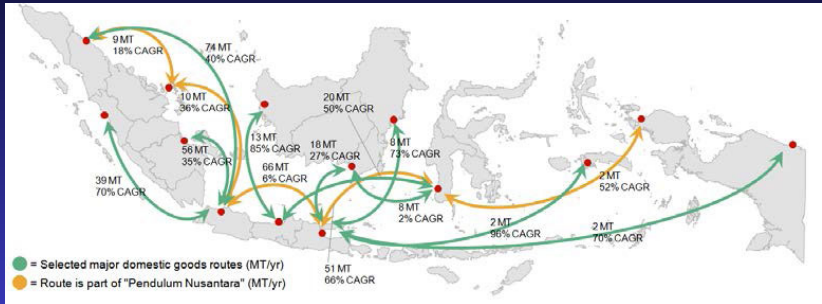 9 MT
18% CAGR
74 MT
40% CAGR
10 MT
36% CAGR
20 MT
50% CAGR
56 MT
35% CAGR
13 MT
85% CAGR
18 MT
27% CAGR
8 MT
73% CAGR
39 MT
70% CAGR
66 MT
6% CAGR
2 MT
52% CAGR
8 MT
2% CAGR
2 MT
96% CAGR
2 MT
70% CAGR
51 MT
66% CAGR
= Selected major domestic goods routes (MT/yr)
= Route is part of "Pendulum Nusantara" (MT/yr)